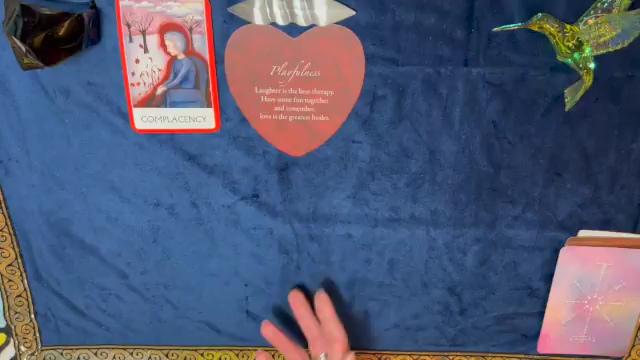 COMPLACENCY
Playfulness
Laughter is the best therapy.
Have some fun together
and remember,
love is the greatest healer.